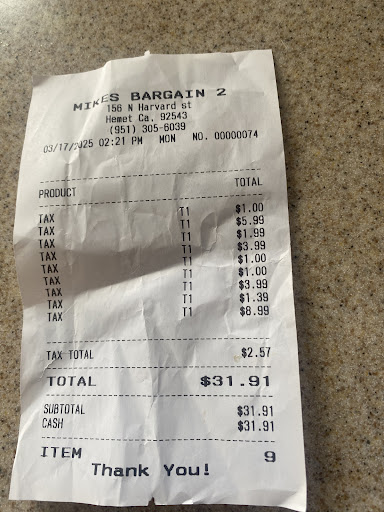 MIKES BARGAIN 2
156 N Harvard st
Hemet Ca. 92543
(951) 305-6039
03/17/2025 02:21 PM MON NO. 00000074
PRODUCT TOTAL
TAX T1 $1.00
TAX T1 $5.99
TAX T1 $1.99
TAX T1 $3.99
TAX T1 $1.00
TAX T1 $1.00
TAX T1 $3.99
TAX T1 $1.39
TAX T1 $8.99
TAX TOTAL $2.57
TOTAL $31.91
SUBTOTAL $31.91
CASH $31.91
ITEM 9
Thank You!